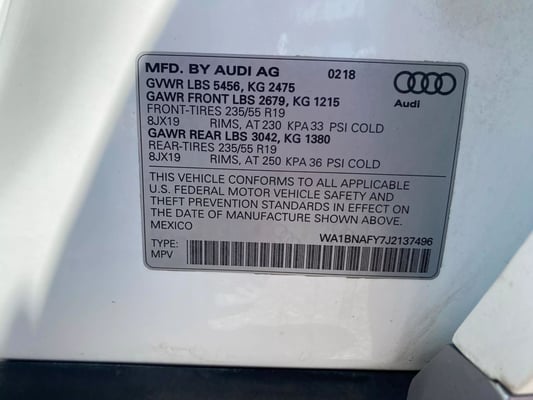 MFD. BY AUDI AG 0218
GVWR LBS 5456, KG 2475
GAWR FRONT LBS 2679, KG 1215
FRONT-TIRES 235/55 R19
8JX19 RIMS, AT 230 KPA 33 PSI COLD
GAWR REAR LBS 3042, KG 1380
REAR-TIRES 235/55 R19
8JX19 RIMS, AT 250 KPA 36 PSI COLD
Audi
THIS VEHICLE CONFORMS TO ALL APPLICABLE
U.S. FEDERAL MOTOR VEHICLE SAFETY AND
THEFT PREVENTION STANDARDS IN EFFECT ON
THE DATE OF MANUFACTURE SHOWN ABOVE.
MEXICO
WA1BNAFY7J2137496
TYPE:
MPV